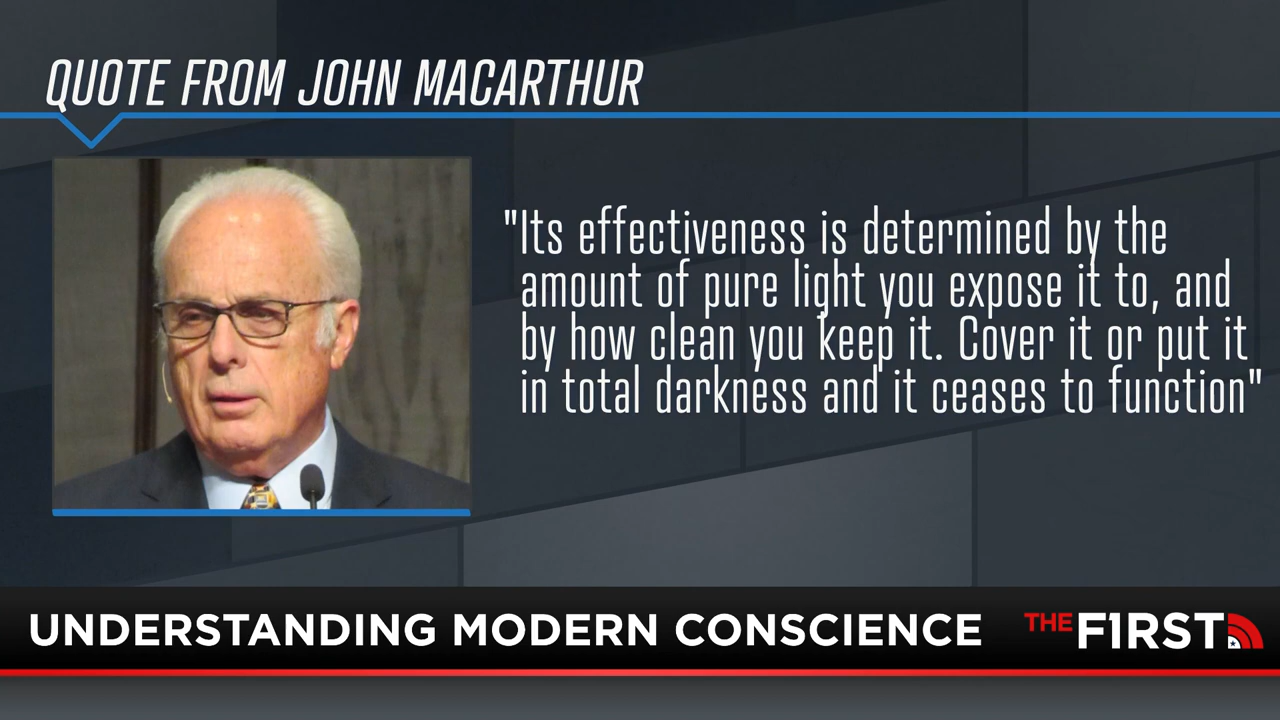 QUOTE FROM JOHN MACARTHUR
"Its effectiveness is determined by the
amount of pure light you expose it to, and
by how clean you keep it. Cover it or put it
in total darkness and it ceases to function"
UNDERSTANDING MODERN CONSCIENCE
THE F1RST